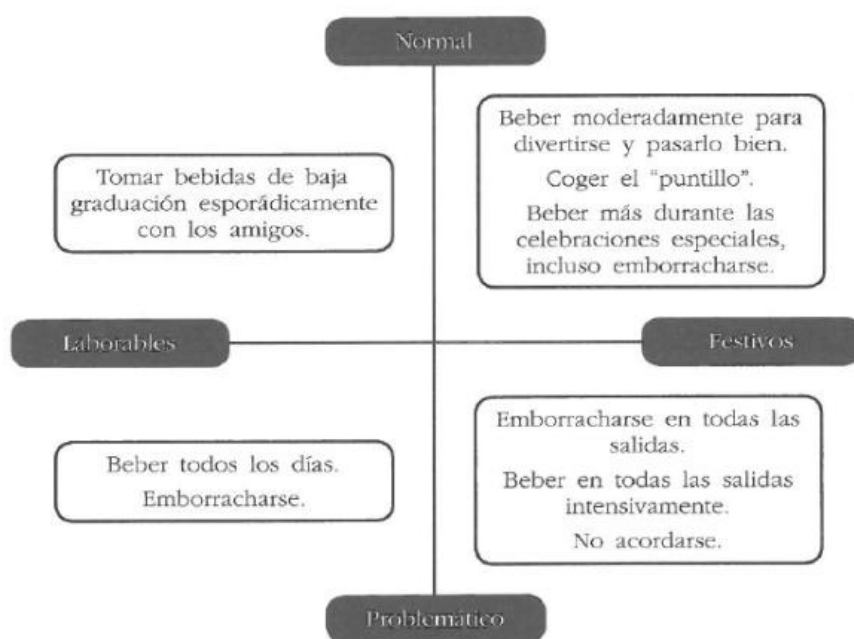 Normal
Tomar bebidas de baja
graduación esporádicamente
con los amigos.
Beber moderadamente para
divertirse y pasarlo bien.
Coger el "puntillo".
Beber más durante las
celebraciones especiales,
incluso emborracharse.
Laborables
Festivos
Beber todos los días.
Emborracharse.
Emborracharse en todas las
salidas.
Beber en todas las salidas
intensivamente.
No acordarse.
Problemático